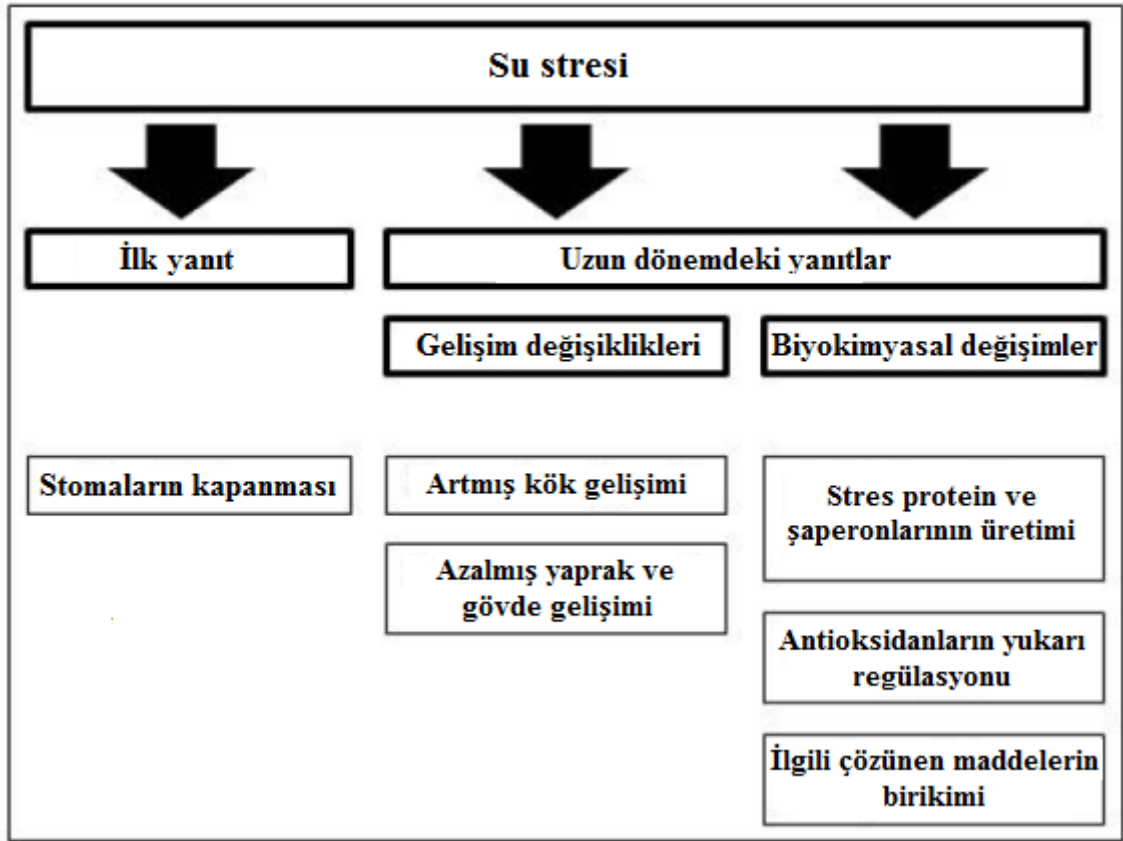 Su stresi
İlk yanıt
Uzun dönemdeki yanıtlar
Gelişim değişiklikleri
Biyokimyasal değişimler
Stomaların kapanması
Artmış kök gelişimi
Azalmış yaprak ve
gövde gelişimi
Stres protein ve
şaperonlarının üretimi
Antioksidanların yukarı
regülasyonu
İlgili çözünen maddelerin
birikimi